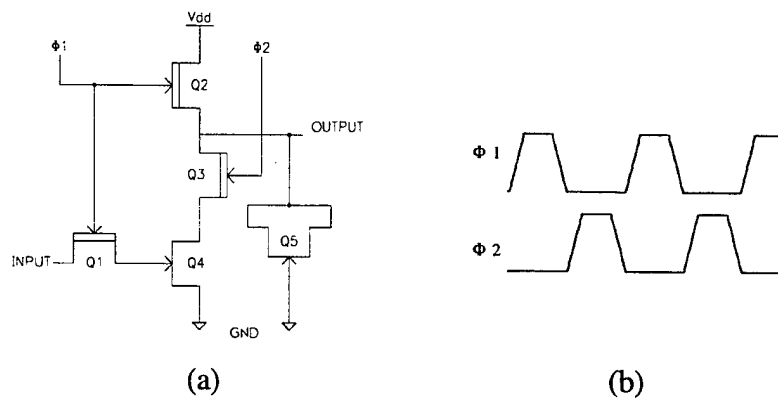 Vdd
Φ1
Φ2
Q2
OUTPUT
Q3
Q5
INPUT
Q1
Q4
GND
(a)
Φ 1
Φ 2
(b)